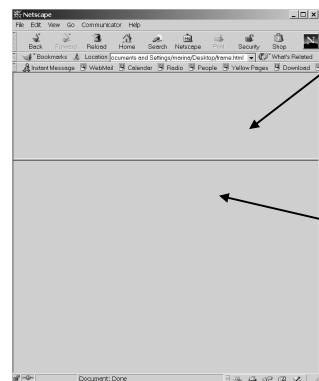 Netscape
File Edit View Go Communicator Help
Back Forward Reload Home Search Netscape Print Security Shop N
Bookmarks Location ocuments and Settings/marina/Desktop/frame.html What's Related
Instant Message WebMail Calendar Radio People Yellow Pages Download
Document: Done